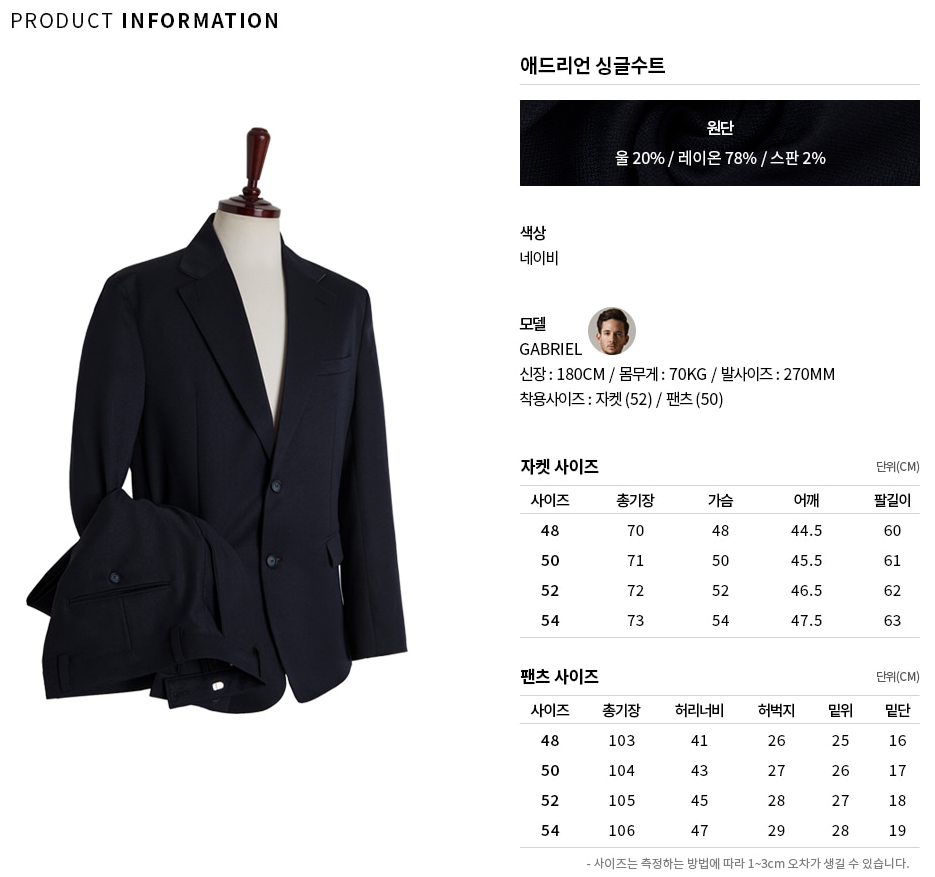 PRODUCT INFORMATION
애드리언 싱글수트
원단
울 20% / 레이온 78% / 스판 2%
색상
네이비
모델
GABRIEL
신장 : 180CM / 몸무게 : 70KG / 발사이즈 : 270MM
착용사이즈 : 자켓 (52) / 팬츠 (50)
자켓 사이즈 단위(CM)
사이즈 총기장 가슴 어깨 팔길이
48 70 48 44.5 60
50 71 50 45.5 61
52 72 52 46.5 62
54 73 54 47.5 63
팬츠 사이즈 단위(CM)
사이즈 총기장 허리너비 허벅지 밑위 밑단
48 103 41 26 25 16
50 104 43 27 26 17
52 105 45 28 27 18
54 106 47 29 28 19
- 사이즈는 측정하는 방법에 따라 1~3cm 오차가 생길 수 있습니다.